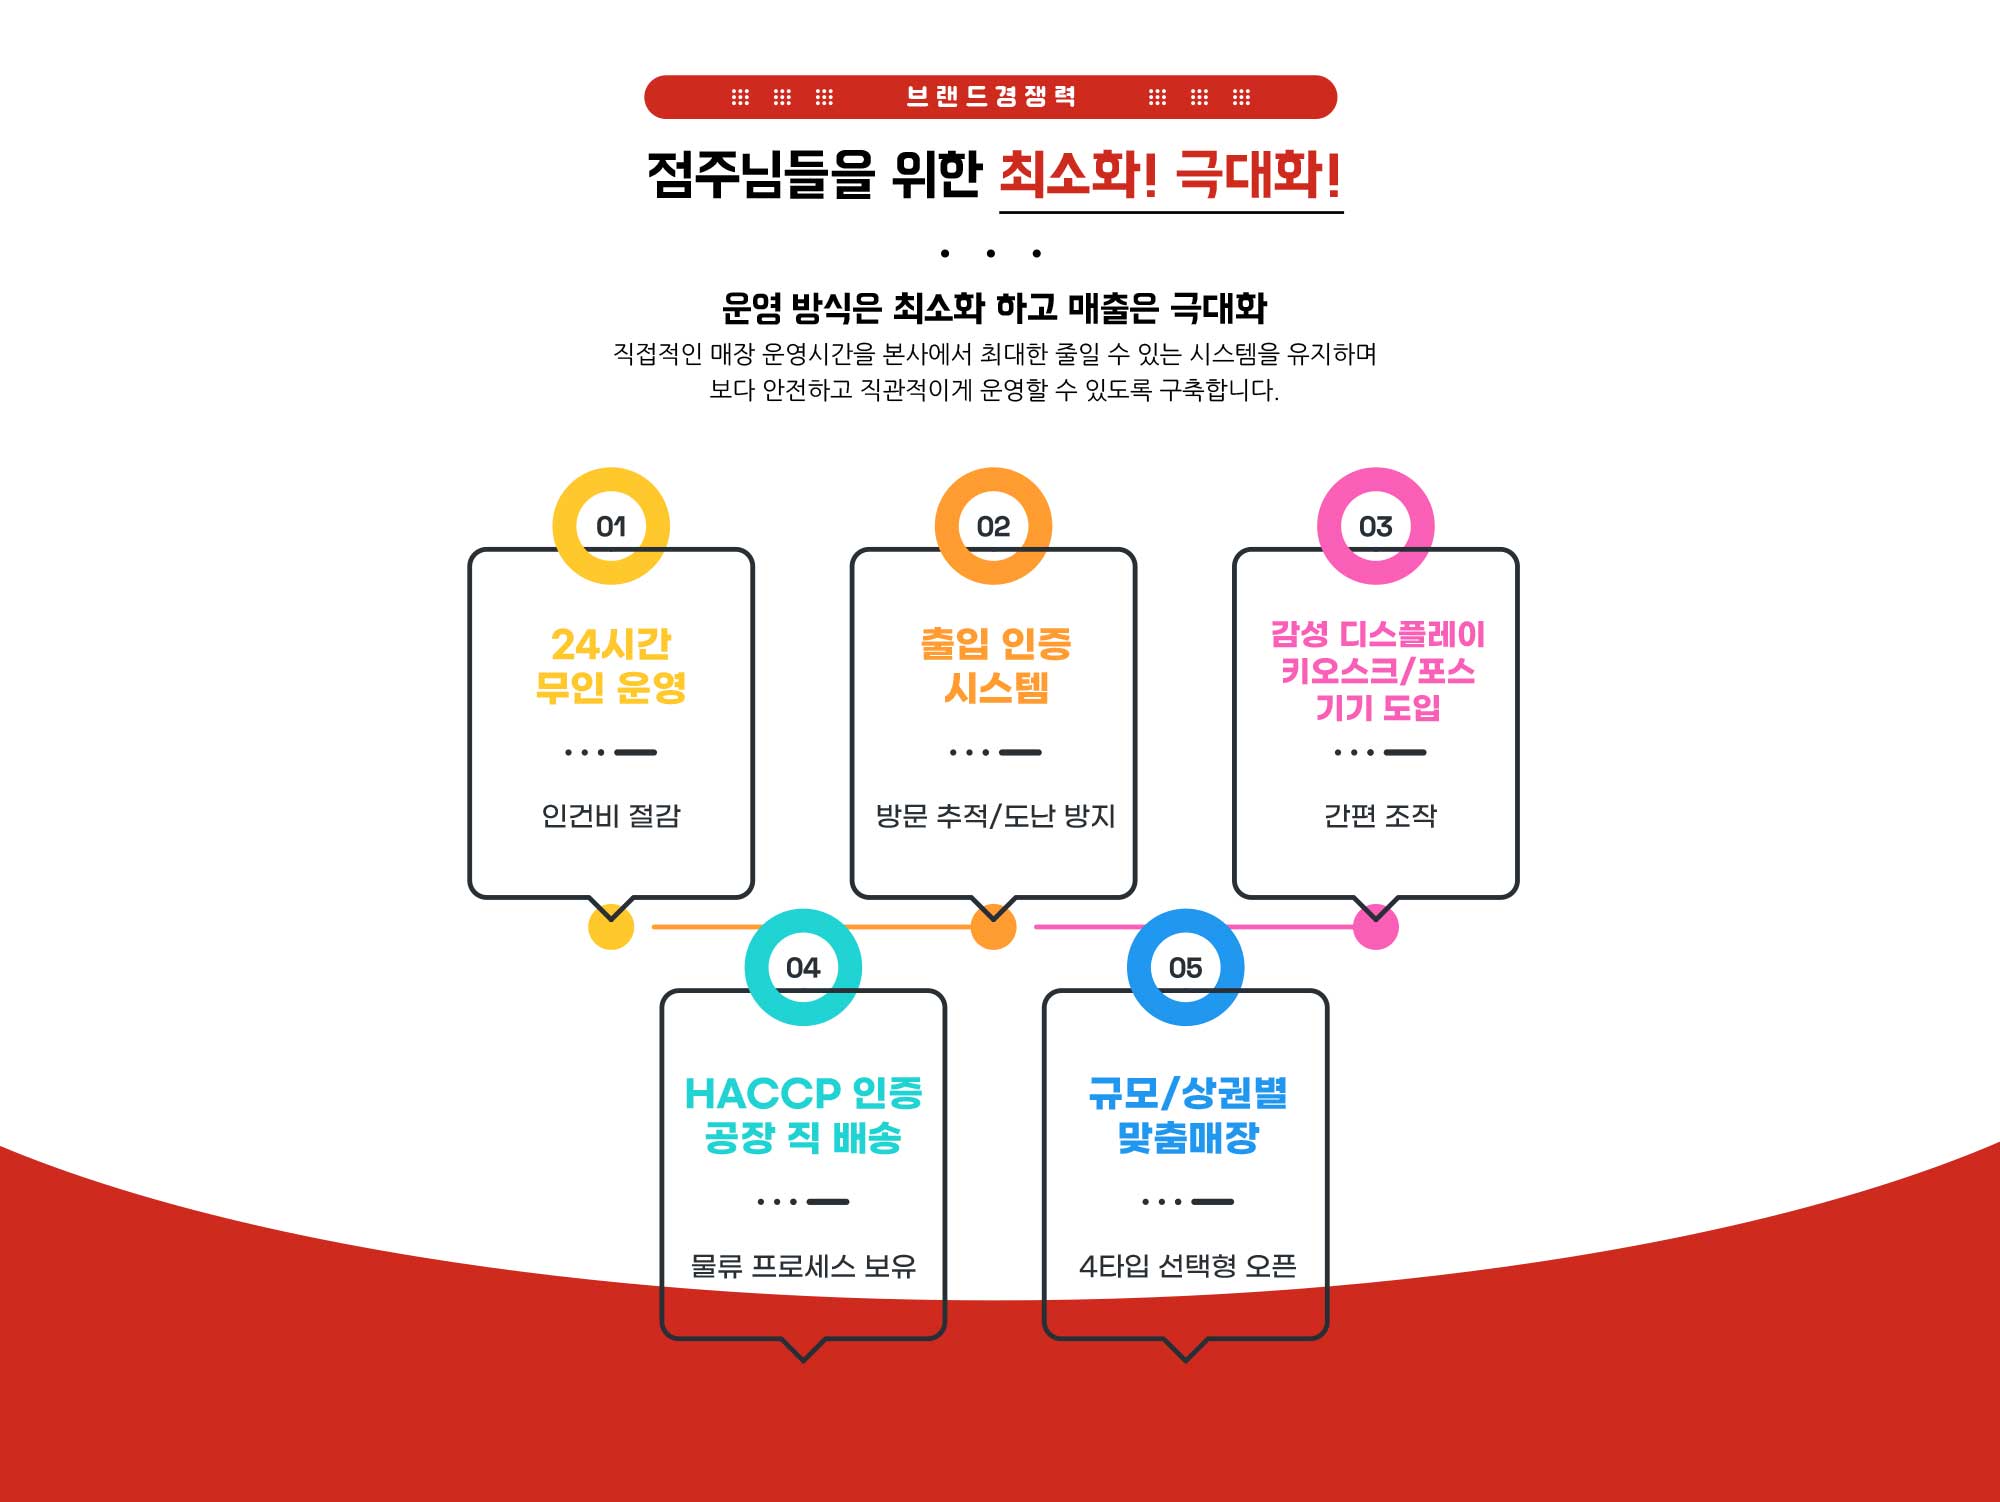 브랜드경쟁력
점주님들을 위한 최소화! 극대화!
운영 방식은 최소화 하고 매출은 극대화
직접적인 매장 운영시간을 본사에서 최대한 줄일 수 있는 시스템을 유지하며
보다 안전하고 직관적이게 운영할 수 있도록 구축합니다.
01
24시간
무인 운영
인건비 절감
02
출입 인증
시스템
방문 추적/도난 방지
03
감성 디스플레이
키오스크/포스
기기 도입
간편 조작
04
HACCP 인증
공장 직 배송
물류 프로세스 보유
05
규모/상권별
맞춤매장
4타입 선택형 오픈